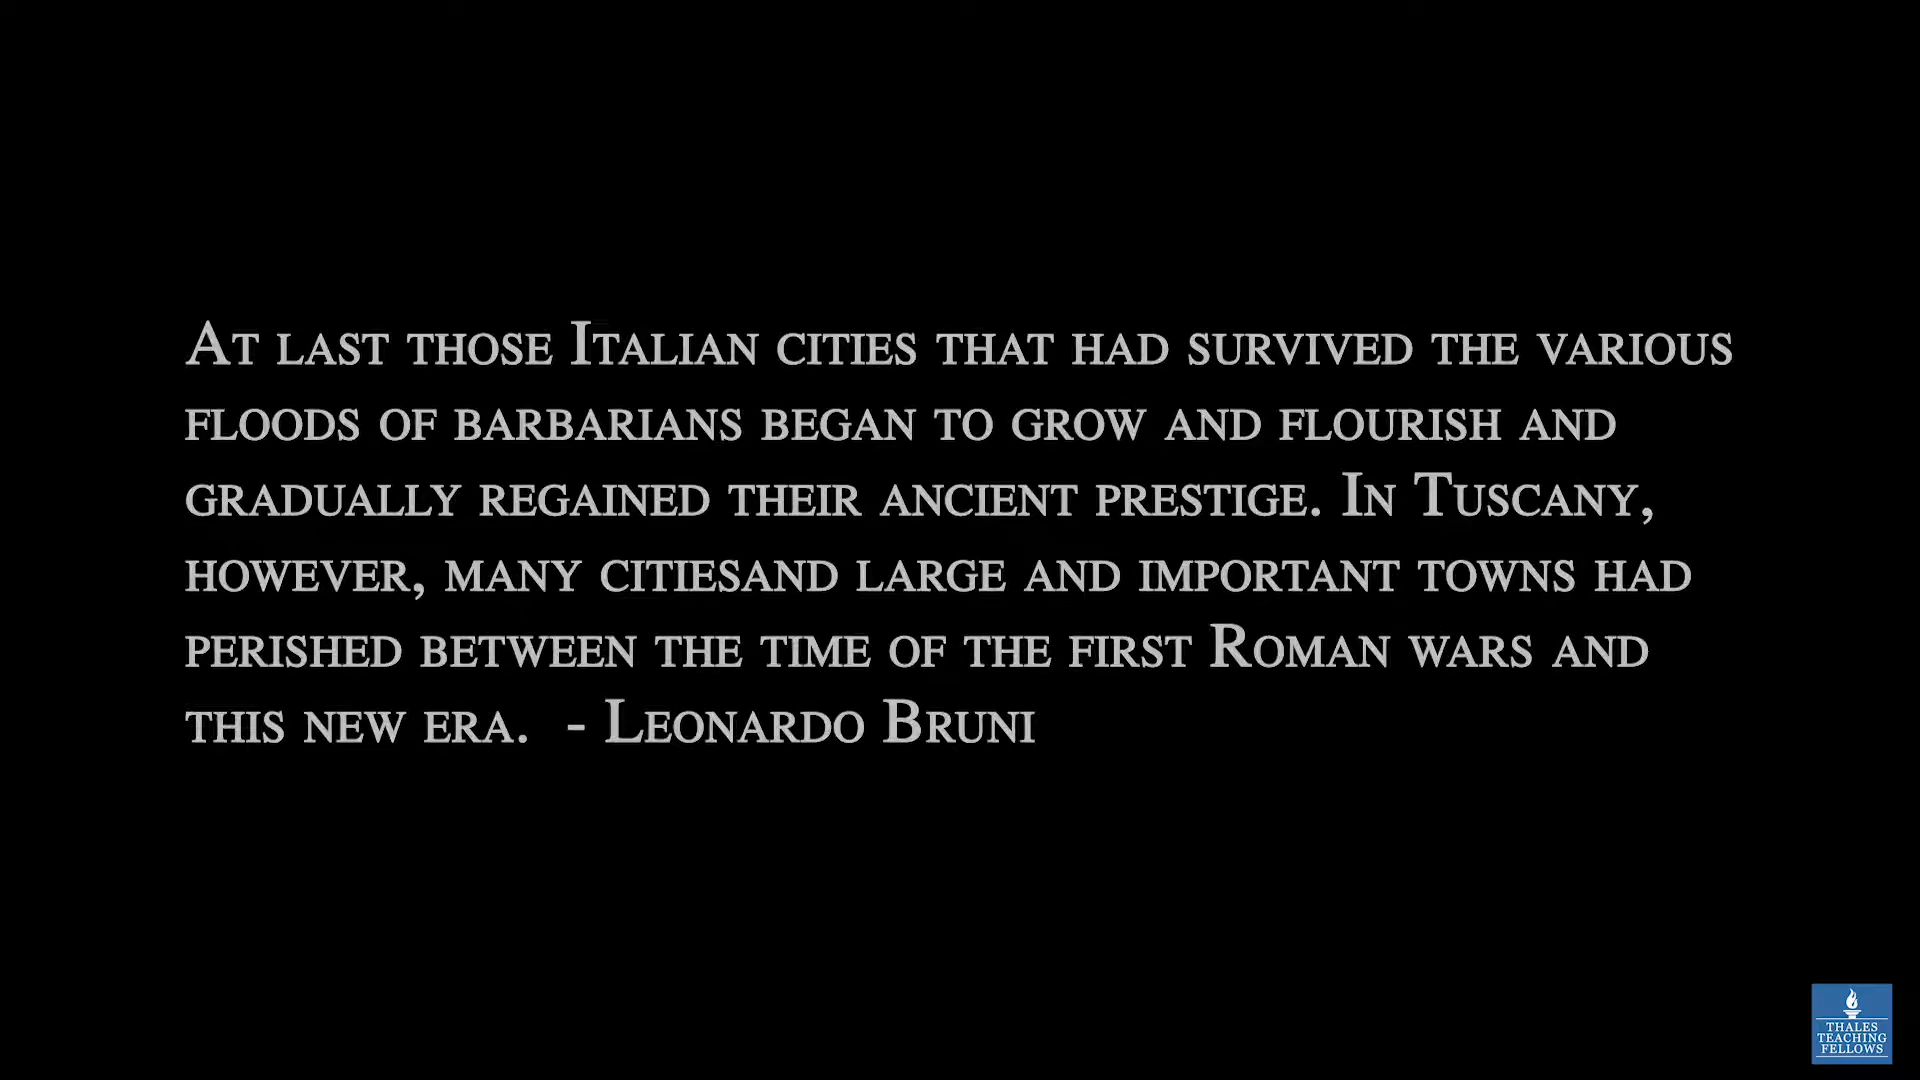 At last those Italian cities that had survived the various
floods of barbarians began to grow and flourish and
gradually regained their ancient prestige. In Tuscany,
however, many citiesand large and important towns had
perished between the time of the first Roman wars and
this new era.  - Leonardo Bruni
THALES
TEACHING
FELLOWS